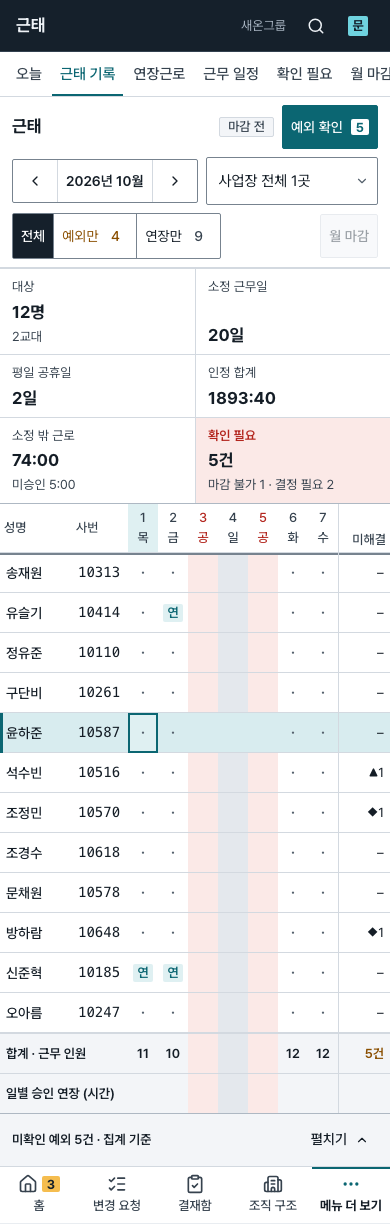 근태 새온그룹 문
오늘 근태 기록 연장근로 근무 일정 확인 필요 월 마감
근태 마감 전 예외 확인 5
2026년 10월 사업장 전체 1곳
전체 예외만 4 연장만 9 월 마감
대상
12명
2교대
소정 근무일
20일
평일 공휴일
2일
인정 합계
1893:40
소정 밖 근로
74:00
미승인 5:00
확인 필요
5건
마감 불가 1 · 결정 필요 2
성명 사번 1 목 2 금 3 공 4 일 5 공 6 화 7 수 미해결
송재원 10313 · · · · –
유슬기 10414 · 연 · · –
정유준 10110 · · · · –
구단비 10261 · · · · –
윤하준 10587 · · · · –
석수빈 10516 · · · · ▲1
조정민 10570 · · · · ◆1
조경수 10618 · · · · –
문채원 10578 · · · · –
방하람 10648 · · · · ◆1
신준혁 10185 연 연 · · –
오아름 10247 · · · · –
합계 · 근무 인원 11 10 12 12 5건
일별 승인 연장 (시간)
미확인 예외 5건 · 집계 기준 펼치기
3
홈 변경 요청 결재함 조직 구조 메뉴 더 보기